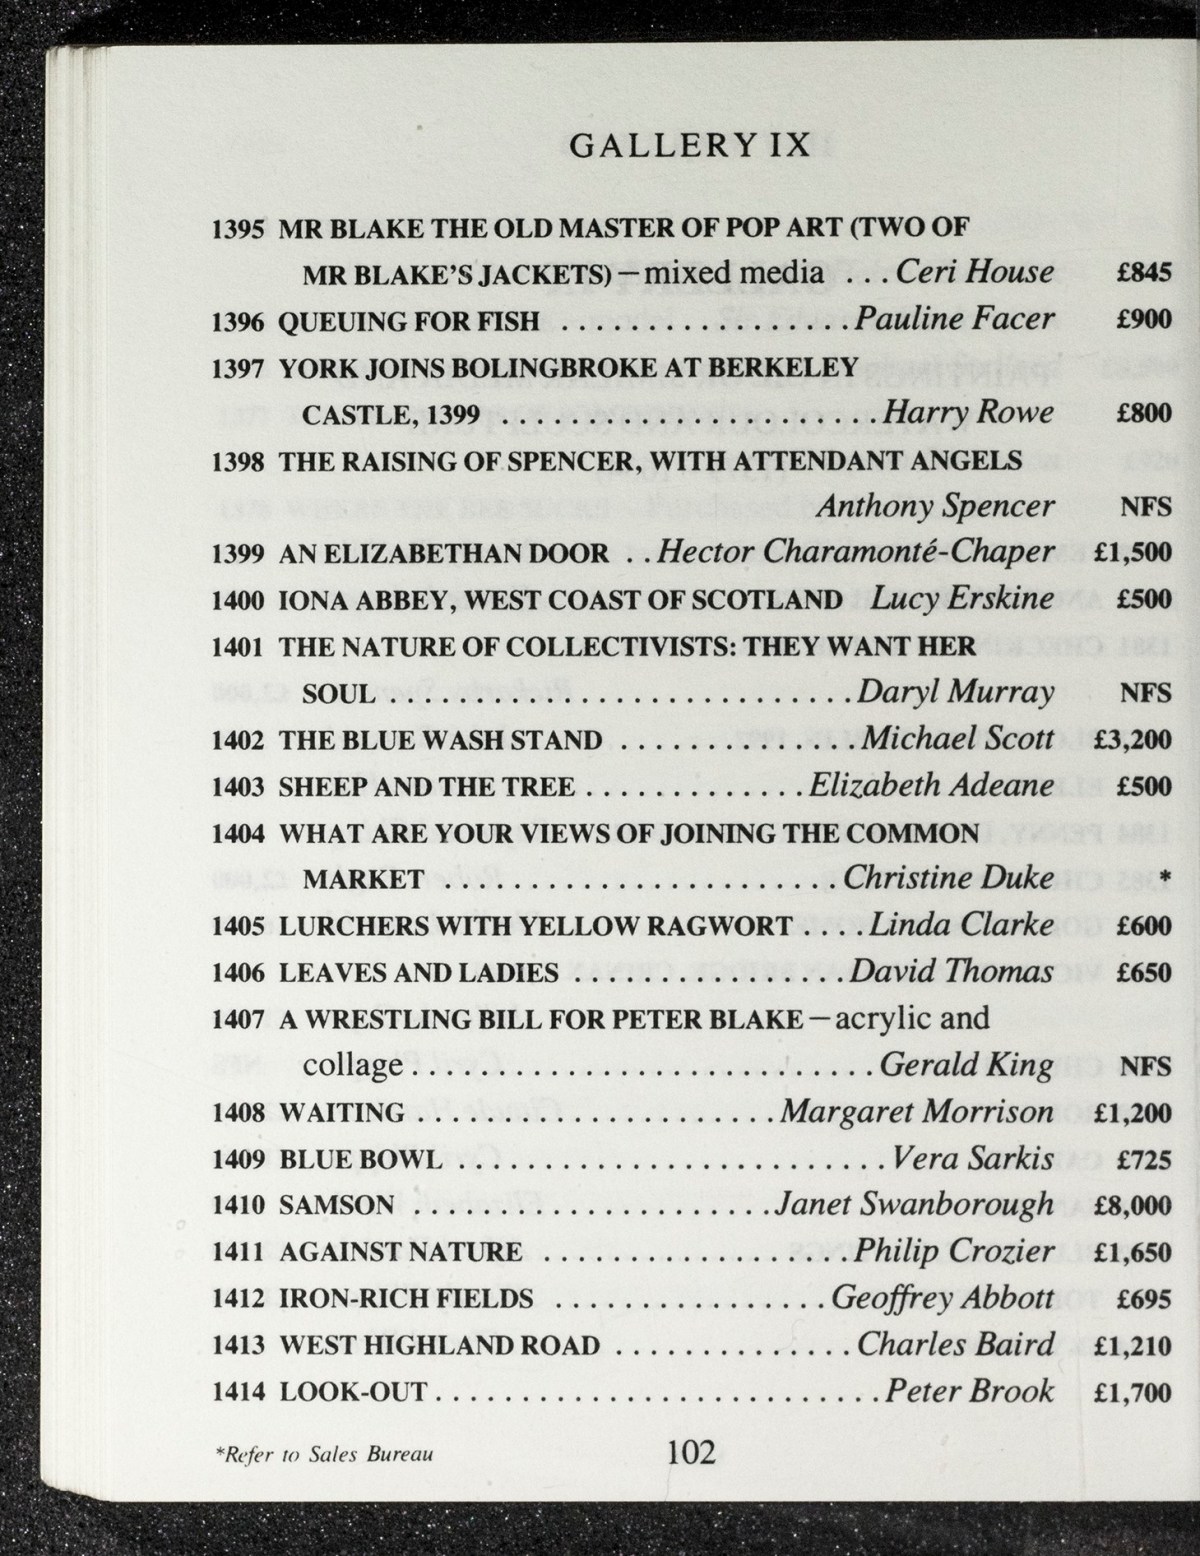 GALLERY IX
1395 MR BLAKE THE OLD MASTER OF POP ART (TWO OF
MR BLAKE'S JACKETS)—mixed media ... Ceri House £845
1396 QUEUING FOR FISH ................. Pauline Facer £900
1397 YORK JOINS BOLINGBROKE AT BERKELEY
CASTLE, 1399 ...................... Harry Rowe £800
1398 THE RAISING OF SPENCER, WITH ATTENDANT ANGELS
Anthony Spencer NFS
1399 AN ELIZABETHAN DOOR .. Hector Charamonté-Chaper £1,500
1400 IONA ABBEY, WEST COAST OF SCOTLAND Lucy Erskine £500
1401 THE NATURE OF COLLECTIVISTS: THEY WANT HER
SOUL ........................... Daryl Murray NFS
1402 THE BLUE WASH STAND .............. Michael Scott £3,200
1403 SHEEP AND THE TREE ............. Elizabeth Adeane £500
1404 WHAT ARE YOUR VIEWS OF JOINING THE COMMON
MARKET ........................ Christine Duke *
1405 LURCHERS WITH YELLOW RAGWORT .... Linda Clarke £600
1406 LEAVES AND LADIES ................ David Thomas £650
1407 A WRESTLING BILL FOR PETER BLAKE—acrylic and
collage ........................... Gerald King NFS
1408 WAITING ..................... Margaret Morrison £1,200
1409 BLUE BOWL ......................... Vera Sarkis £725
1410 SAMSON ..................... Janet Swanborough £8,000
1411 AGAINST NATURE .................. Philip Crozier £1,650
1412 IRON-RICH FIELDS ................ Geoffrey Abbott £695
1413 WEST HIGHLAND ROAD .............. Charles Baird £1,210
1414 LOOK-OUT .......................... Peter Brook £1,700
*Refer to Sales Bureau 102